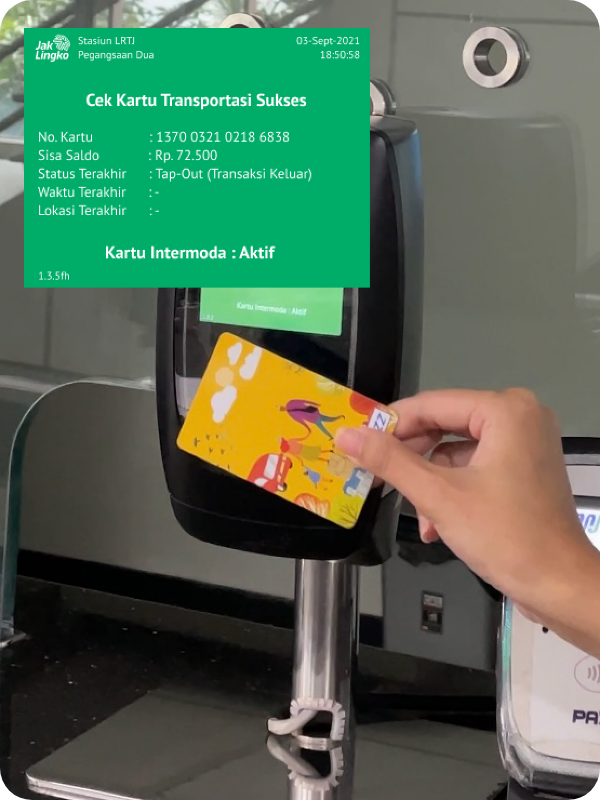 Jak Lingko
Stasiun LRTJ
Pegangsaan Dua
03-Sept-2021
18:50:58
Cek Kartu Transportasi Sukses
No. Kartu : 1370 0321 0218 6838
Sisa Saldo : Rp. 72.500
Status Terakhir : Tap-Out (Transaksi Keluar)
Waktu Terakhir : -
Lokasi Terakhir : -
Kartu Intermoda : Aktif
1.3.5fh
Kartu Intermoda : Aktif